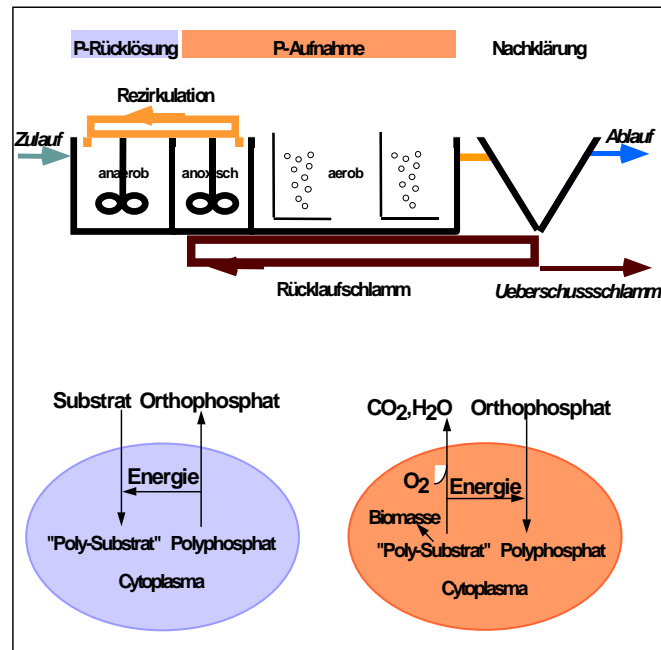 P-Rücklösung P-Aufnahme Nachklärung
Rezirkulation
Zulauf Ablauf
anaerob anoxisch aerob
Rücklaufschlamm Ueberschussschlamm
Substrat Orthophosphat
Energie
"Poly-Substrat" Polyphosphat
Cytoplasma
CO2,H2O Orthophosphat
O2 Energie
Biomasse
"Poly-Substrat" Polyphosphat
Cytoplasma